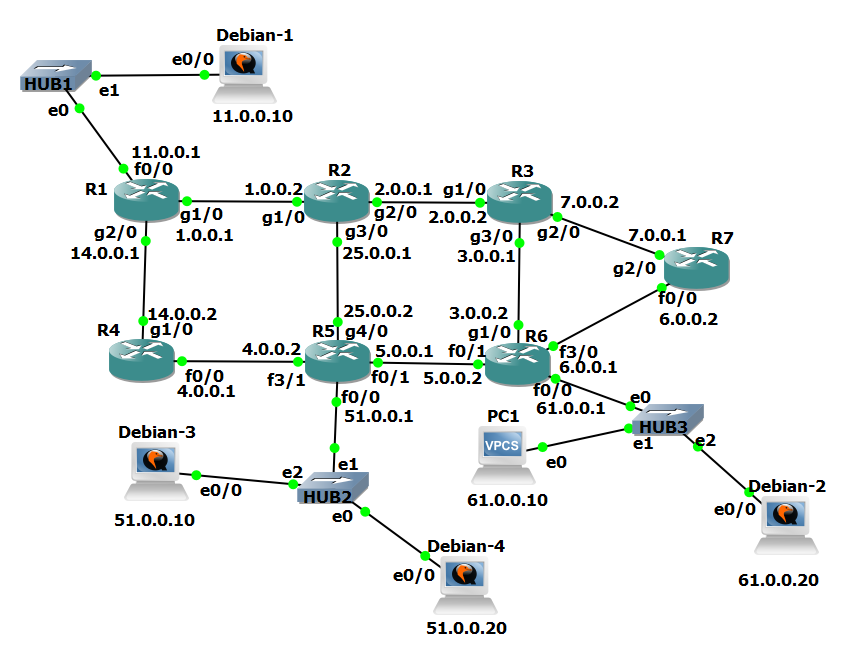 Debian-1
e0/0
HUB1
e1
e0
11.0.0.10
11.0.0.1
f0/0
R1
g1/0
1.0.0.1
g2/0
14.0.0.1
1.0.0.2
R2
g1/0
2.0.0.1
g2/0
g3/0
25.0.0.1
g1/0
R3
2.0.0.2
7.0.0.2
g2/0
g3/0
3.0.0.1
7.0.0.1
R7
g2/0
f0/0
6.0.0.2
14.0.0.2
g1/0
R4
f0/0
4.0.0.1
25.0.0.2
g4/0
R5
4.0.0.2
f3/1
5.0.0.1
f0/1
f0/0
51.0.0.1
3.0.0.2
g1/0
R6
f0/1
5.0.0.2
f3/0
6.0.0.1
f0/0
61.0.0.1
e0
HUB3
e1
e2
PC1
VPCS
e0
61.0.0.10
Debian-2
e0/0
61.0.0.20
Debian-3
e0/0
51.0.0.10
e2
e1
HUB2
e0
Debian-4
e0/0
51.0.0.20